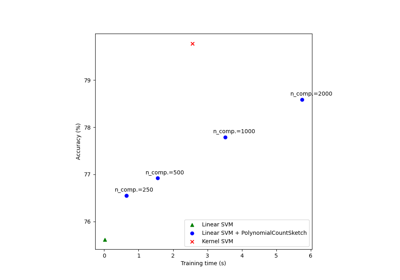 79
78
77
76
Accuracy (%)
n_comp.=2000
n_comp.=1000
n_comp.=500
n_comp.=250
Linear SVM
Linear SVM + PolynomialCountSketch
Kernel SVM
0 1 2 3 4 5 6
Training time (s)